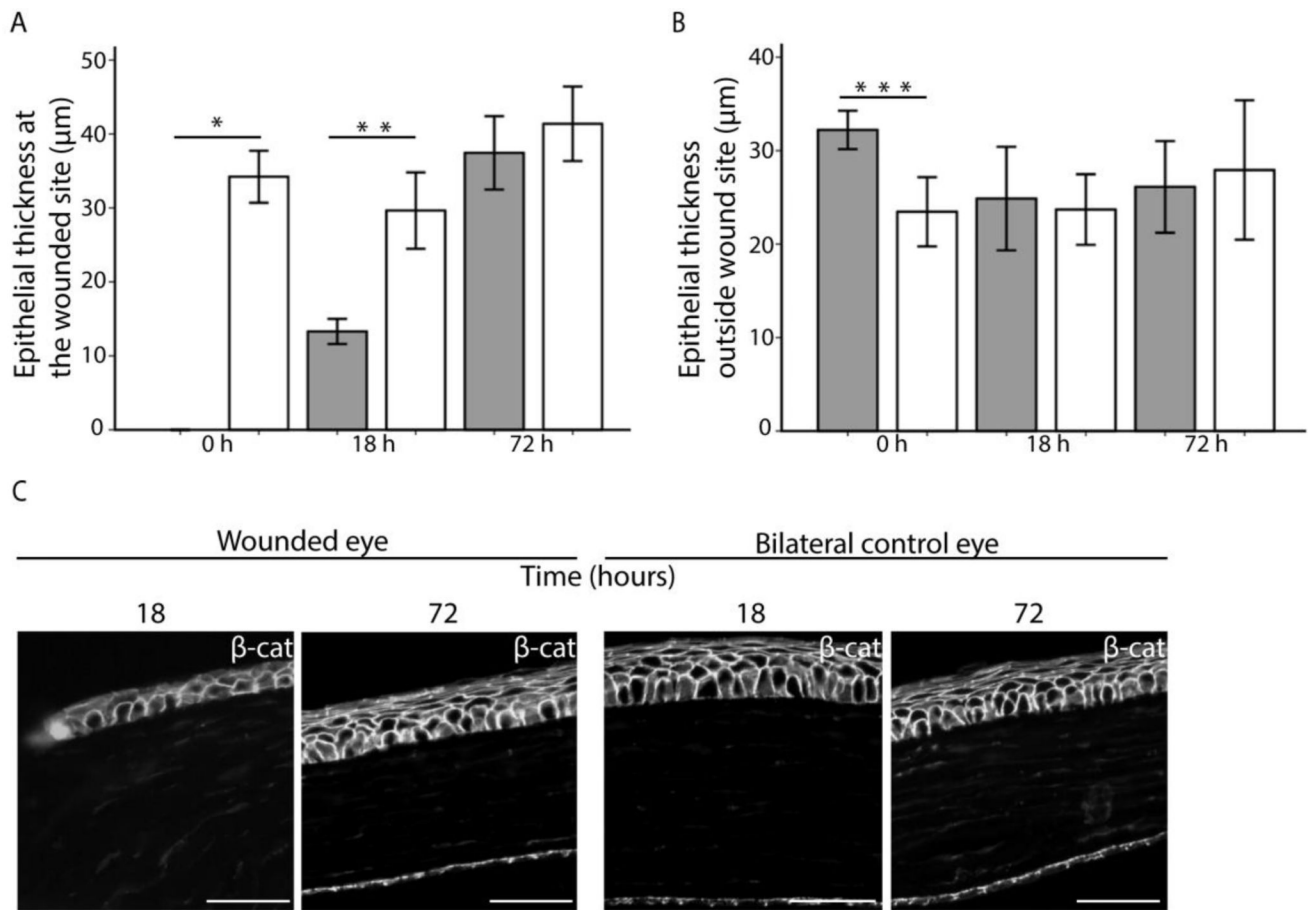 A
Epithelial thickness at
the wounded site (μm)
50
40
30
20
10
0
*
* *
0 h
18 h
72 h
B
Epithelial thickness
outside wound site (μm)
40
30
20
10
0
* * *
0 h
18 h
72 h
C
Wounded eye
Bilateral control eye
Time (hours)
18
72
18
72
β-cat
β-cat
β-cat
β-cat